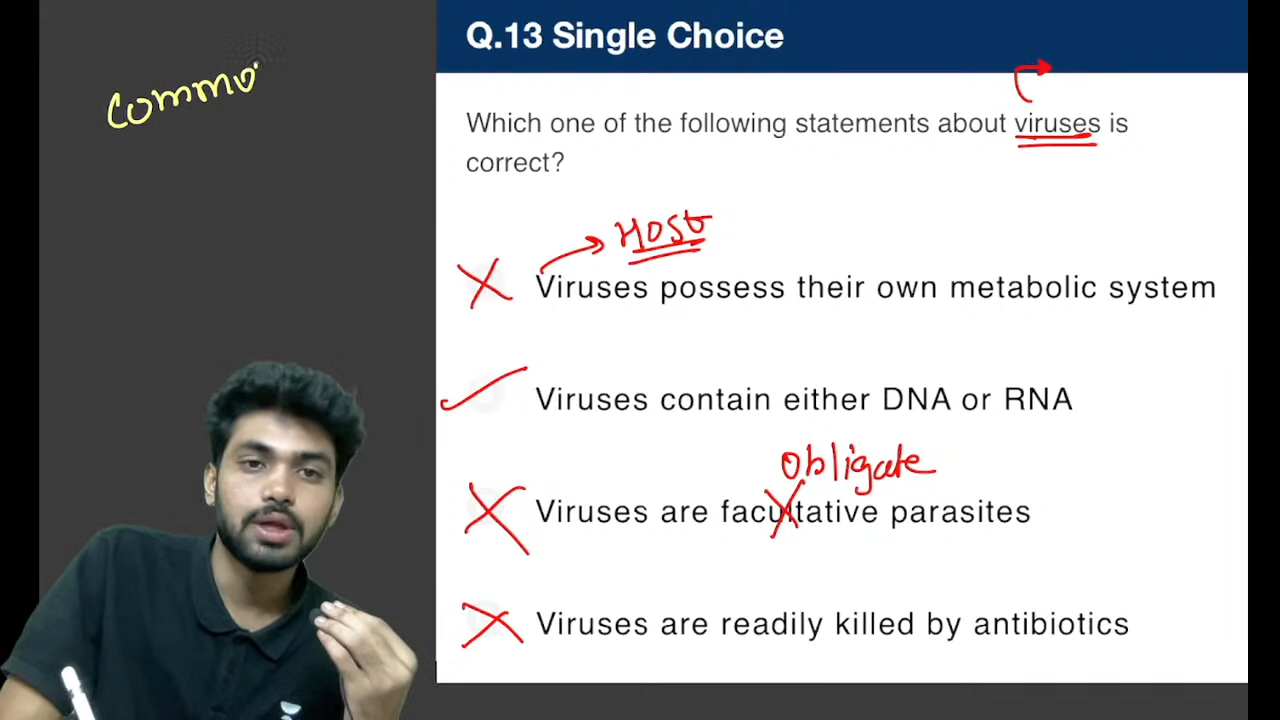 Q.13 Single Choice
commo
Which one of the following statements about viruses is
correct?
Host
Viruses possess their own metabolic system
Viruses contain either DNA or RNA
Obligate
Viruses are facultative parasites
Viruses are readily killed by antibiotics